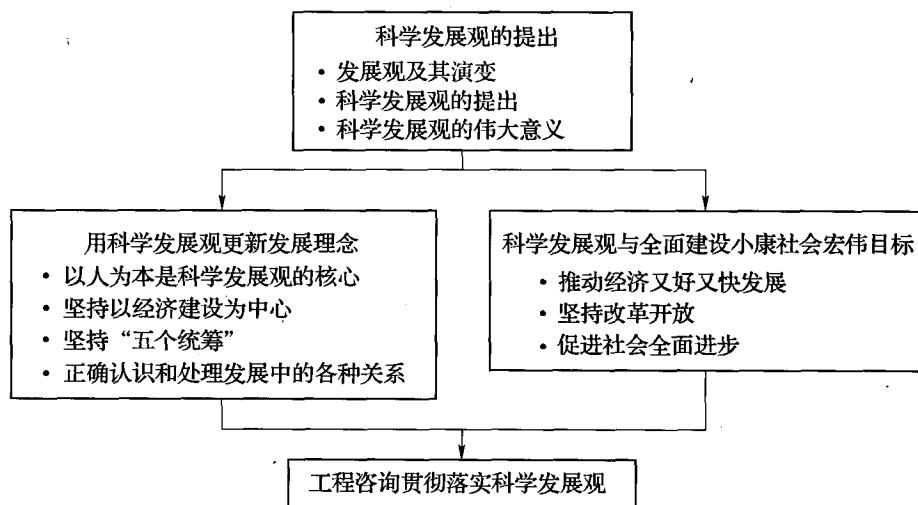 科学发展观的提出
• 发展观及其演变
• 科学发展观的提出
• 科学发展观的伟大意义
用科学发展观更新发展理念
• 以人为本是科学发展观的核心
• 坚持以经济建设为中心
• 坚持“五个统筹”
• 正确认识和处理发展中的各种关系
科学发展观与全面建设小康社会宏伟目标
• 推动经济又好又快发展
• 坚持改革开放
• 促进社会全面进步
工程咨询贯彻落实科学发展观